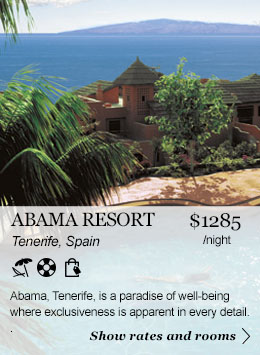 ABAMA RESORT $1285
Tenerife, Spain /night
Abama, Tenerife, is a paradise of well-being
where exclusiveness is apparent in every detail.
.
Show rates and rooms >